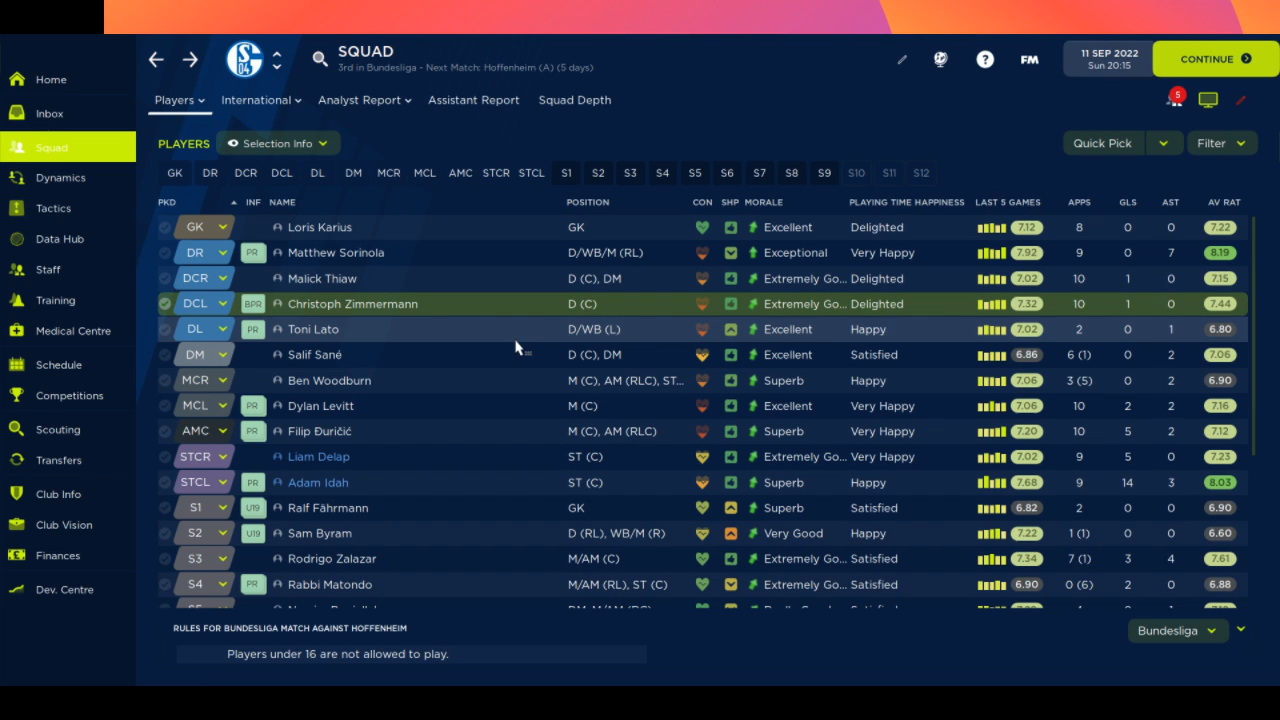 SQUAD
3rd in Bundesliga - Next Match: Hoffenheim (A) (5 days)
S 04
?
FM
11 SEP 2022
Sun 20:15
CONTINUE
Home
Inbox
Squad
Dynamics
Tactics
Data Hub
Staff
Training
Medical Centre
Schedule
Competitions
Scouting
Transfers
Club Info
Club Vision
Finances
Dev. Centre
Players International Analyst Report Assistant Report Squad Depth
5
PLAYERS Selection Info Quick Pick Filter
GK DR DCR DCL DL DM MCR MCL AMC STCR STCL S1 S2 S3 S4 S5 S6 S7 S8 S9 S10 S11 S12
PKD INF NAME POSITION CON SHP MORALE PLAYING TIME HAPPINESS LAST 5 GAMES APPS GLS AST AV RAT
GK Loris Karius GK Excellent Delighted 7.12 8 0 0 7.22
DR PR Matthew Sorinola D/WB/M (RL) Exceptional Very Happy 7.92 9 0 7 8.19
DCR Malick Thiaw D (C), DM Extremely Go... Delighted 7.02 10 1 0 7.15
DCL BPR Christoph Zimmermann D (C) Extremely Go... Delighted 7.32 10 1 0 7.44
DL PR Toni Lato D/WB (L) Excellent Happy 7.02 2 0 1 6.80
DM Salif Sané D (C), DM Excellent Satisfied 6.86 6 (1) 0 2 7.06
MCR Ben Woodburn M (C), AM (RLC), ST... Superb Happy 7.06 3 (5) 0 2 6.90
MCL PR Dylan Levitt M (C) Excellent Very Happy 7.06 10 2 2 7.16
AMC PR Filip Đuričić M (C), AM (RLC) Superb Very Happy 7.20 10 5 2 7.12
STCR Liam Delap ST (C) Extremely Go... Very Happy 7.02 9 5 0 7.23
STCL PR Adam Idah ST (C) Superb Happy 7.68 9 14 3 8.03
S1 U19 Ralf Fährmann GK Superb Satisfied 6.82 2 0 0 6.90
S2 U19 Sam Byram D (RL), WB/M (R) Very Good Happy 7.22 1 (1) 0 0 6.60
S3 Rodrigo Zalazar M/AM (C) Extremely Go... Satisfied 7.34 7 (1) 3 4 7.61
S4 PR Rabbi Matondo M/AM (RL), ST (C) Extremely Go... Satisfied 6.90 0 (6) 2 0 6.88
RULES FOR BUNDESLIGA MATCH AGAINST HOFFENHEIM
Bundesliga
Players under 16 are not allowed to play.